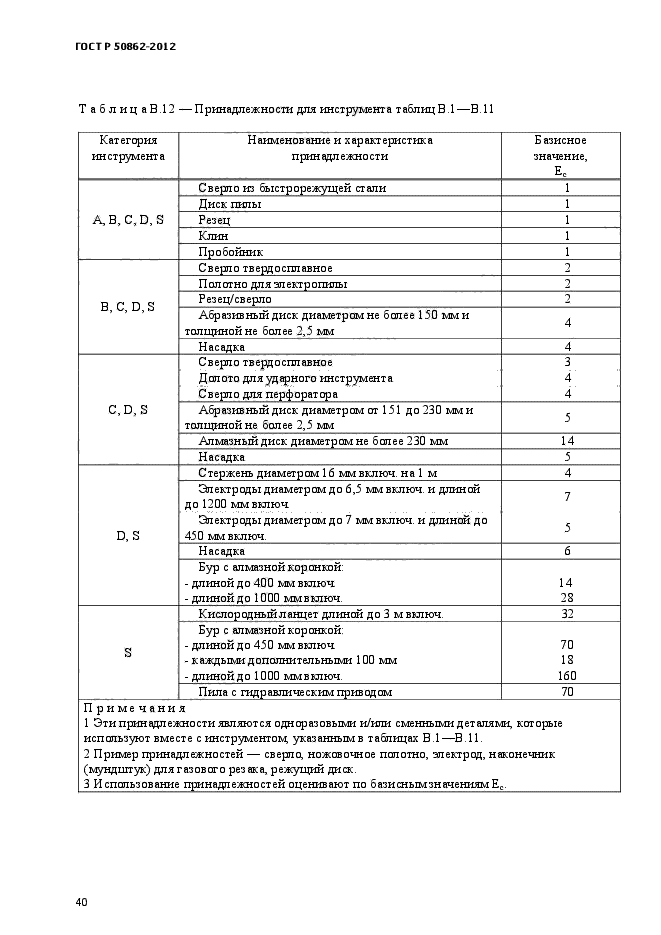 ГОСТ Р 50862-2012
Т а б л и ц а В.12 — Принадлежности для инструмента таблиц В.1—В.11
Категория инструмента
Наименование и характеристика принадлежности
Базисное значение, Ес
A, B, C, D, S
Сверло из быстрорежущей стали 1
Диск пилы 1
Резец 1
Клин 1
Пробойник 1
B, C, D, S
Сверло твердосплавное 2
Полотно для электропилы 2
Резец/сверло 2
Абразивный диск диаметром не более 150 мм и
толщиной не более 2,5 мм 4
Насадка 4
C, D, S
Сверло твердосплавное 3
Долото для ударного инструмента 4
Сверло для перфоратора 4
Абразивный диск диаметром от 151 до 230 мм и
толщиной не более 2,5 мм 5
Алмазный диск диаметром не более 230 мм 14
Насадка 5
D, S
Стержень диаметром 16 мм включ. на 1 м 4
Электроды диаметром до 6,5 мм включ. и длиной
до 1200 мм включ. 7
Электроды диаметром до 7 мм включ. и длиной до
450 мм включ. 5
Насадка 6
Бур с алмазной коронкой:
- длиной до 400 мм включ. 14
- длиной до 1000 мм включ. 28
S
Кислородный ланцет длиной до 3 м включ. 32
Бур с алмазной коронкой:
- длиной до 450 мм включ. 70
- каждыми дополнительными 100 мм 18
- длиной до 1000 мм включ. 160
Пила с гидравлическим приводом 70
П р и м е ч а н и я
1 Эти принадлежности являются одноразовыми и/или сменными деталями, которые
используют вместе с инструментом, указанным в таблицах В.1—В.11.
2 Пример принадлежностей — сверло, ножовочное полотно, электрод, наконечник
(мундштук) для газового резака, режущий диск.
3 Использование принадлежностей оценивают по базисным значениям Ес.
40